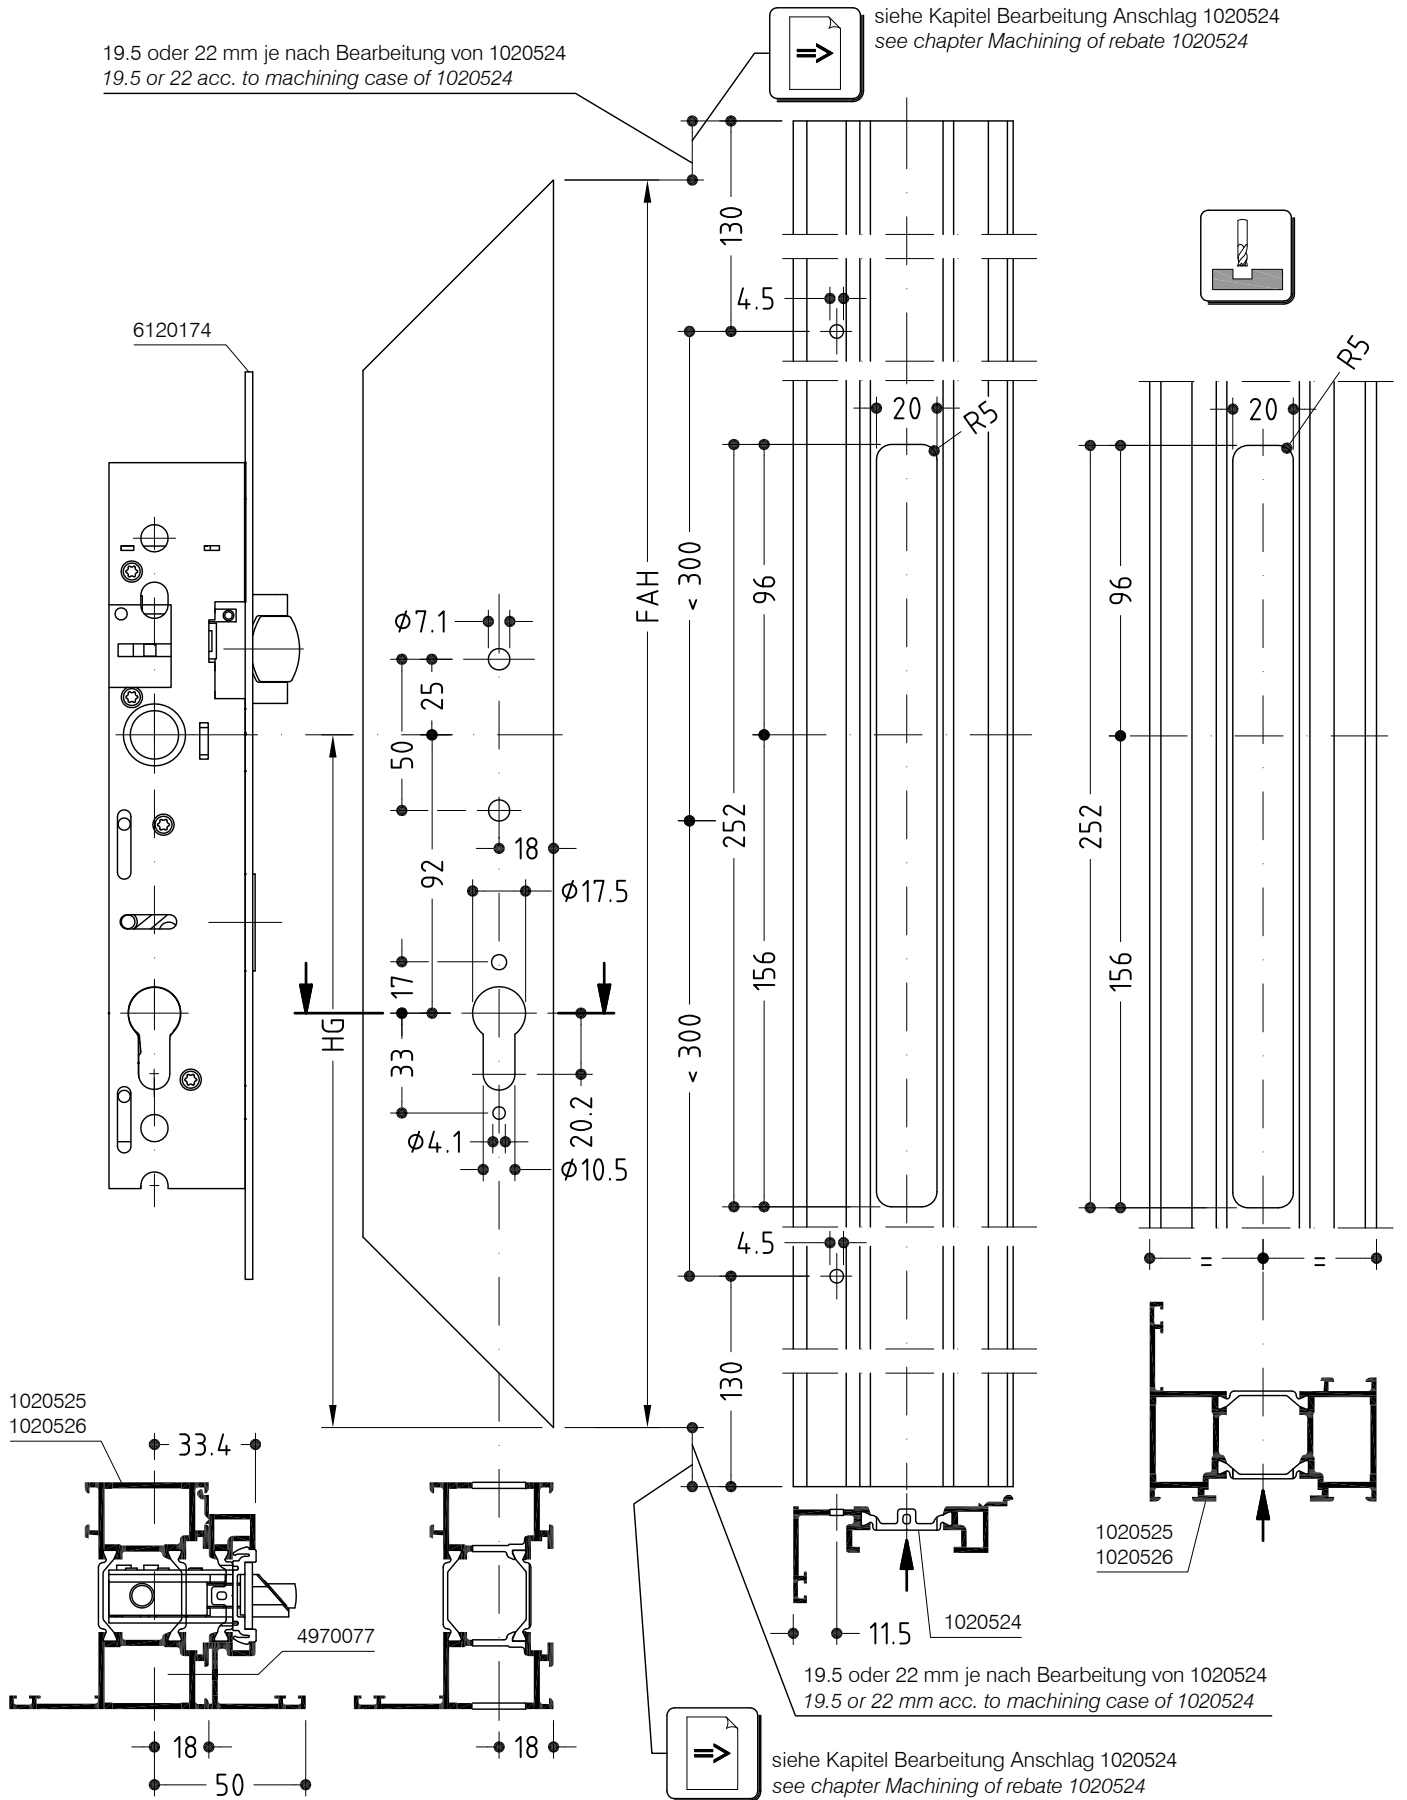 siehe Kapitel Bearbeitung Anschlag 1020524
see chapter Machining of rebate 1020524
19.5 oder 22 mm je nach Bearbeitung von 1020524
19.5 or 22 acc. to machining case of 1020524
=>
130
4.5
6120174
R5
20
R5
20
< 300
FAH
96
96
Φ7.1
25
50
252
252
18
92
Φ17.5
156
156
17
HG
33
< 300
20.2
Φ4.1
Φ10.5
4.5
= =
130
1020525
1020526
33.4
1020525
1020526
11.5
1020524
4970077
19.5 oder 22 mm je nach Bearbeitung von 1020524
19.5 or 22 mm acc. to machining case of 1020524
18
18
50
=>
siehe Kapitel Bearbeitung Anschlag 1020524
see chapter Machining of rebate 1020524